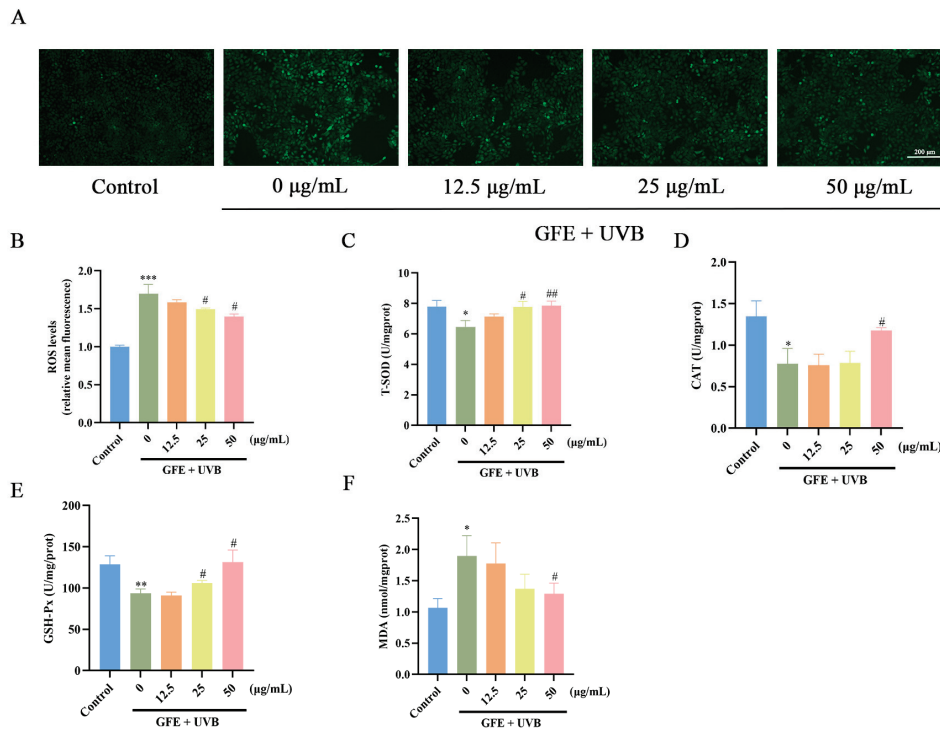 A
200 μm
Control
0 μg/mL
12.5 μg/mL
25 μg/mL
50 μg/mL
GFE + UVB
B
ROS levels
(relative mean fluorescence)
2.0
1.5
1.0
0.5
0.0
***
#
#
Control
0
12.5
25
50
(μg/mL)
GFE + UVB
C
T-SOD (U/mgprot)
10
8
6
4
2
0
*
#
##
Control
0
12.5
25
50
(μg/mL)
GFE + UVB
D
CAT (U/mgprot)
2.0
1.5
1.0
0.5
0.0
*
#
Control
0
12.5
25
50
(μg/mL)
GFE + UVB
E
GSH-Px (U/mg/prot)
200
150
100
50
0
**
#
#
Control
0
12.5
25
50
(μg/mL)
GFE + UVB
F
MDA (nmol/mgprot)
2.5
2.0
1.5
1.0
0.5
0.0
*
#
Control
0
12.5
25
50
(μg/mL)
GFE + UVB